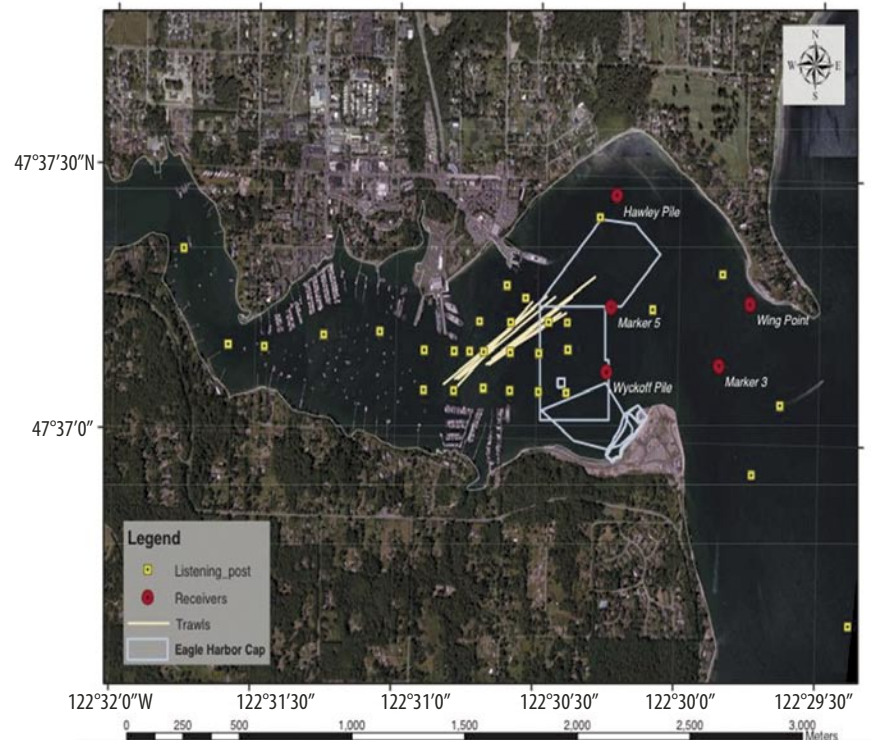 N
W E
S
47°37'30"N
Hawley Pile
Marker 5
Wing Point
Marker 3
Wyckoff Pile
47°37'0"
Legend
Listening_post
Receivers
Trawls
Eagle Harbor Cap
122°32'0"W 122°31'30" 122°31'0" 122°30'30" 122°30'0" 122°29'30"
0 250 500 1,000 1,500 2,000 2,500 3,000
Meters